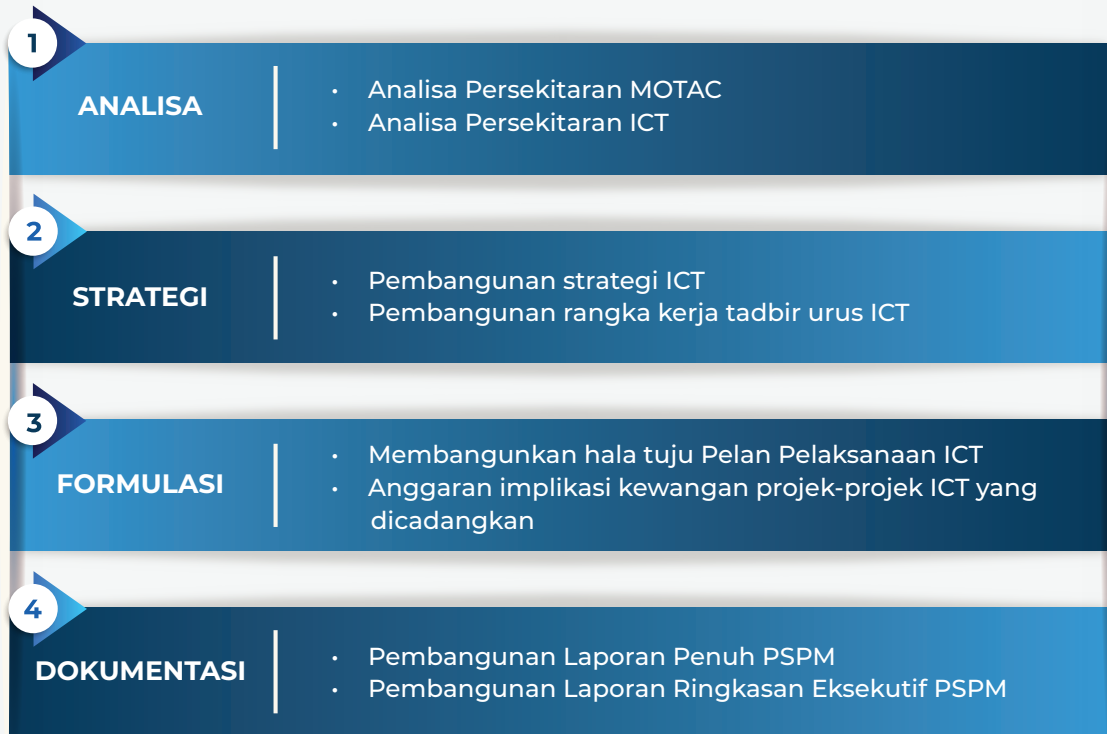 1
ANALISA
• Analisa Persekitaran MOTAC
• Analisa Persekitaran ICT
2
STRATEGI
• Pembangunan strategi ICT
• Pembangunan rangka kerja tadbir urus ICT
3
FORMULASI
• Membangunkan hala tuju Pelan Pelaksanaan ICT
• Anggaran implikasi kewangan projek-projek ICT yang
dicadangkan
4
DOKUMENTASI
• Pembangunan Laporan Penuh PSPM
• Pembangunan Laporan Ringkasan Eksekutif PSPM